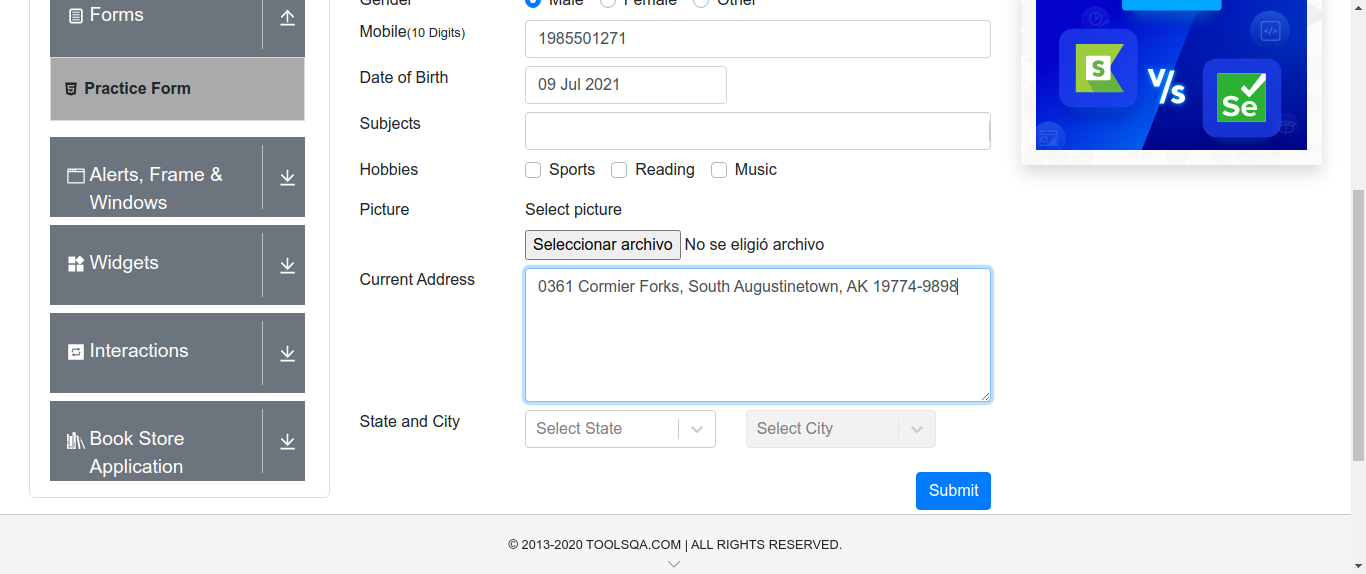 Forms
Practice Form
Alerts, Frame &
Windows
Widgets
Interactions
Book Store
Application
Gender Male Female Other
Mobile(10 Digits) 1985501271
Date of Birth 09 Jul 2021
Subjects
Hobbies Sports Reading Music
Picture Select picture
Seleccionar archivo No se eligió archivo
Current Address 0361 Cormier Forks, South Augustinetown, AK 19774-9898
State and City Select State Select City
Submit
S V/s Se
© 2013-2020 TOOLSQA.COM | ALL RIGHTS RESERVED.